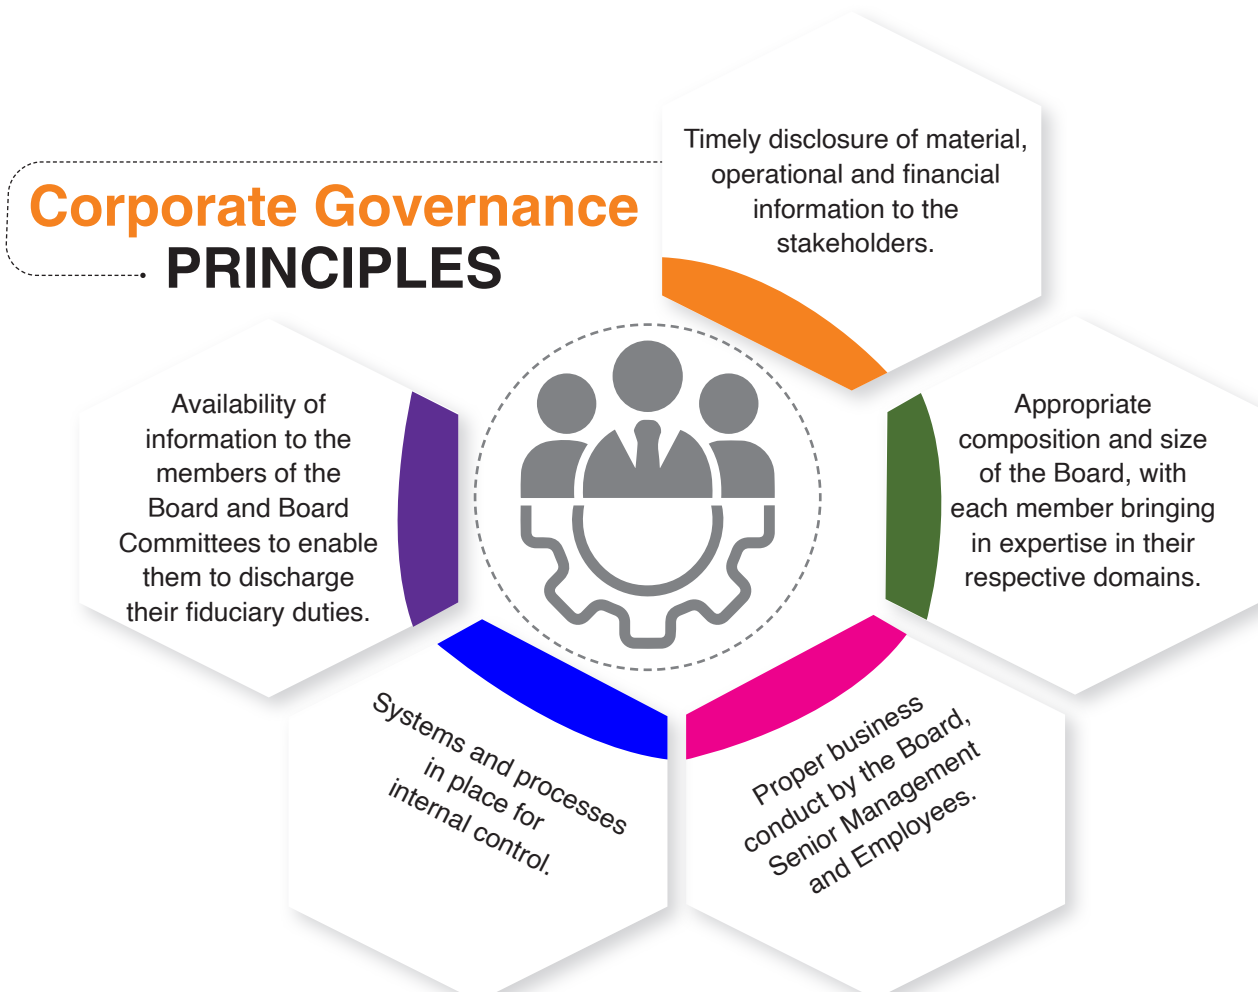 Corporate Governance
PRINCIPLES
Timely disclosure of material,
operational and financial
information to the
stakeholders.
Appropriate
composition and size
of the Board, with
each member bringing
in expertise in their
respective domains.
Proper business
conduct by the Board,
Senior Management
and Employees.
Systems and processes
in place for
internal control.
Availability of
information to the
members of the
Board and Board
Committees to enable
them to discharge
their fiduciary duties.